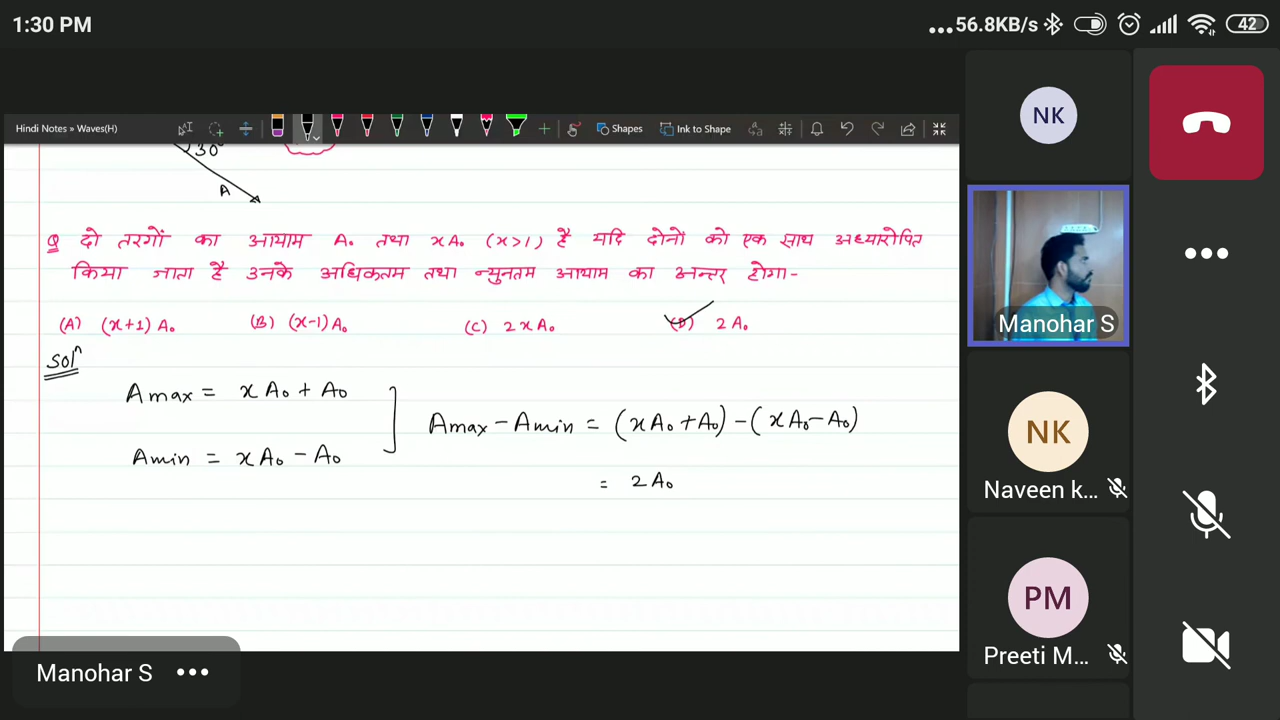 1:30 PM
...56.8KB/s 42
Hindi Notes » Waves(H)
Shapes
Ink to Shape
30°
A
Q दो तरगों का आयाम A₀ तथा xA₀ (x>1) है यदि दोनों को एक साथ अध्यारोपित
किया जाता है उनके अधिकतम तथा न्युनतम आयाम का अन्तर होगा-
(A) (x+1) A₀ (B) (x-1) A₀ (C) 2xA₀ (D) 2A₀
Solⁿ
Amax = xA₀ + A₀
Amin = xA₀ - A₀
Amax - Amin = (xA₀ + A₀) - (xA₀ - A₀)
= 2A₀
NK
Manohar S
NK
Naveen k...
PM
Preeti M...
Manohar S